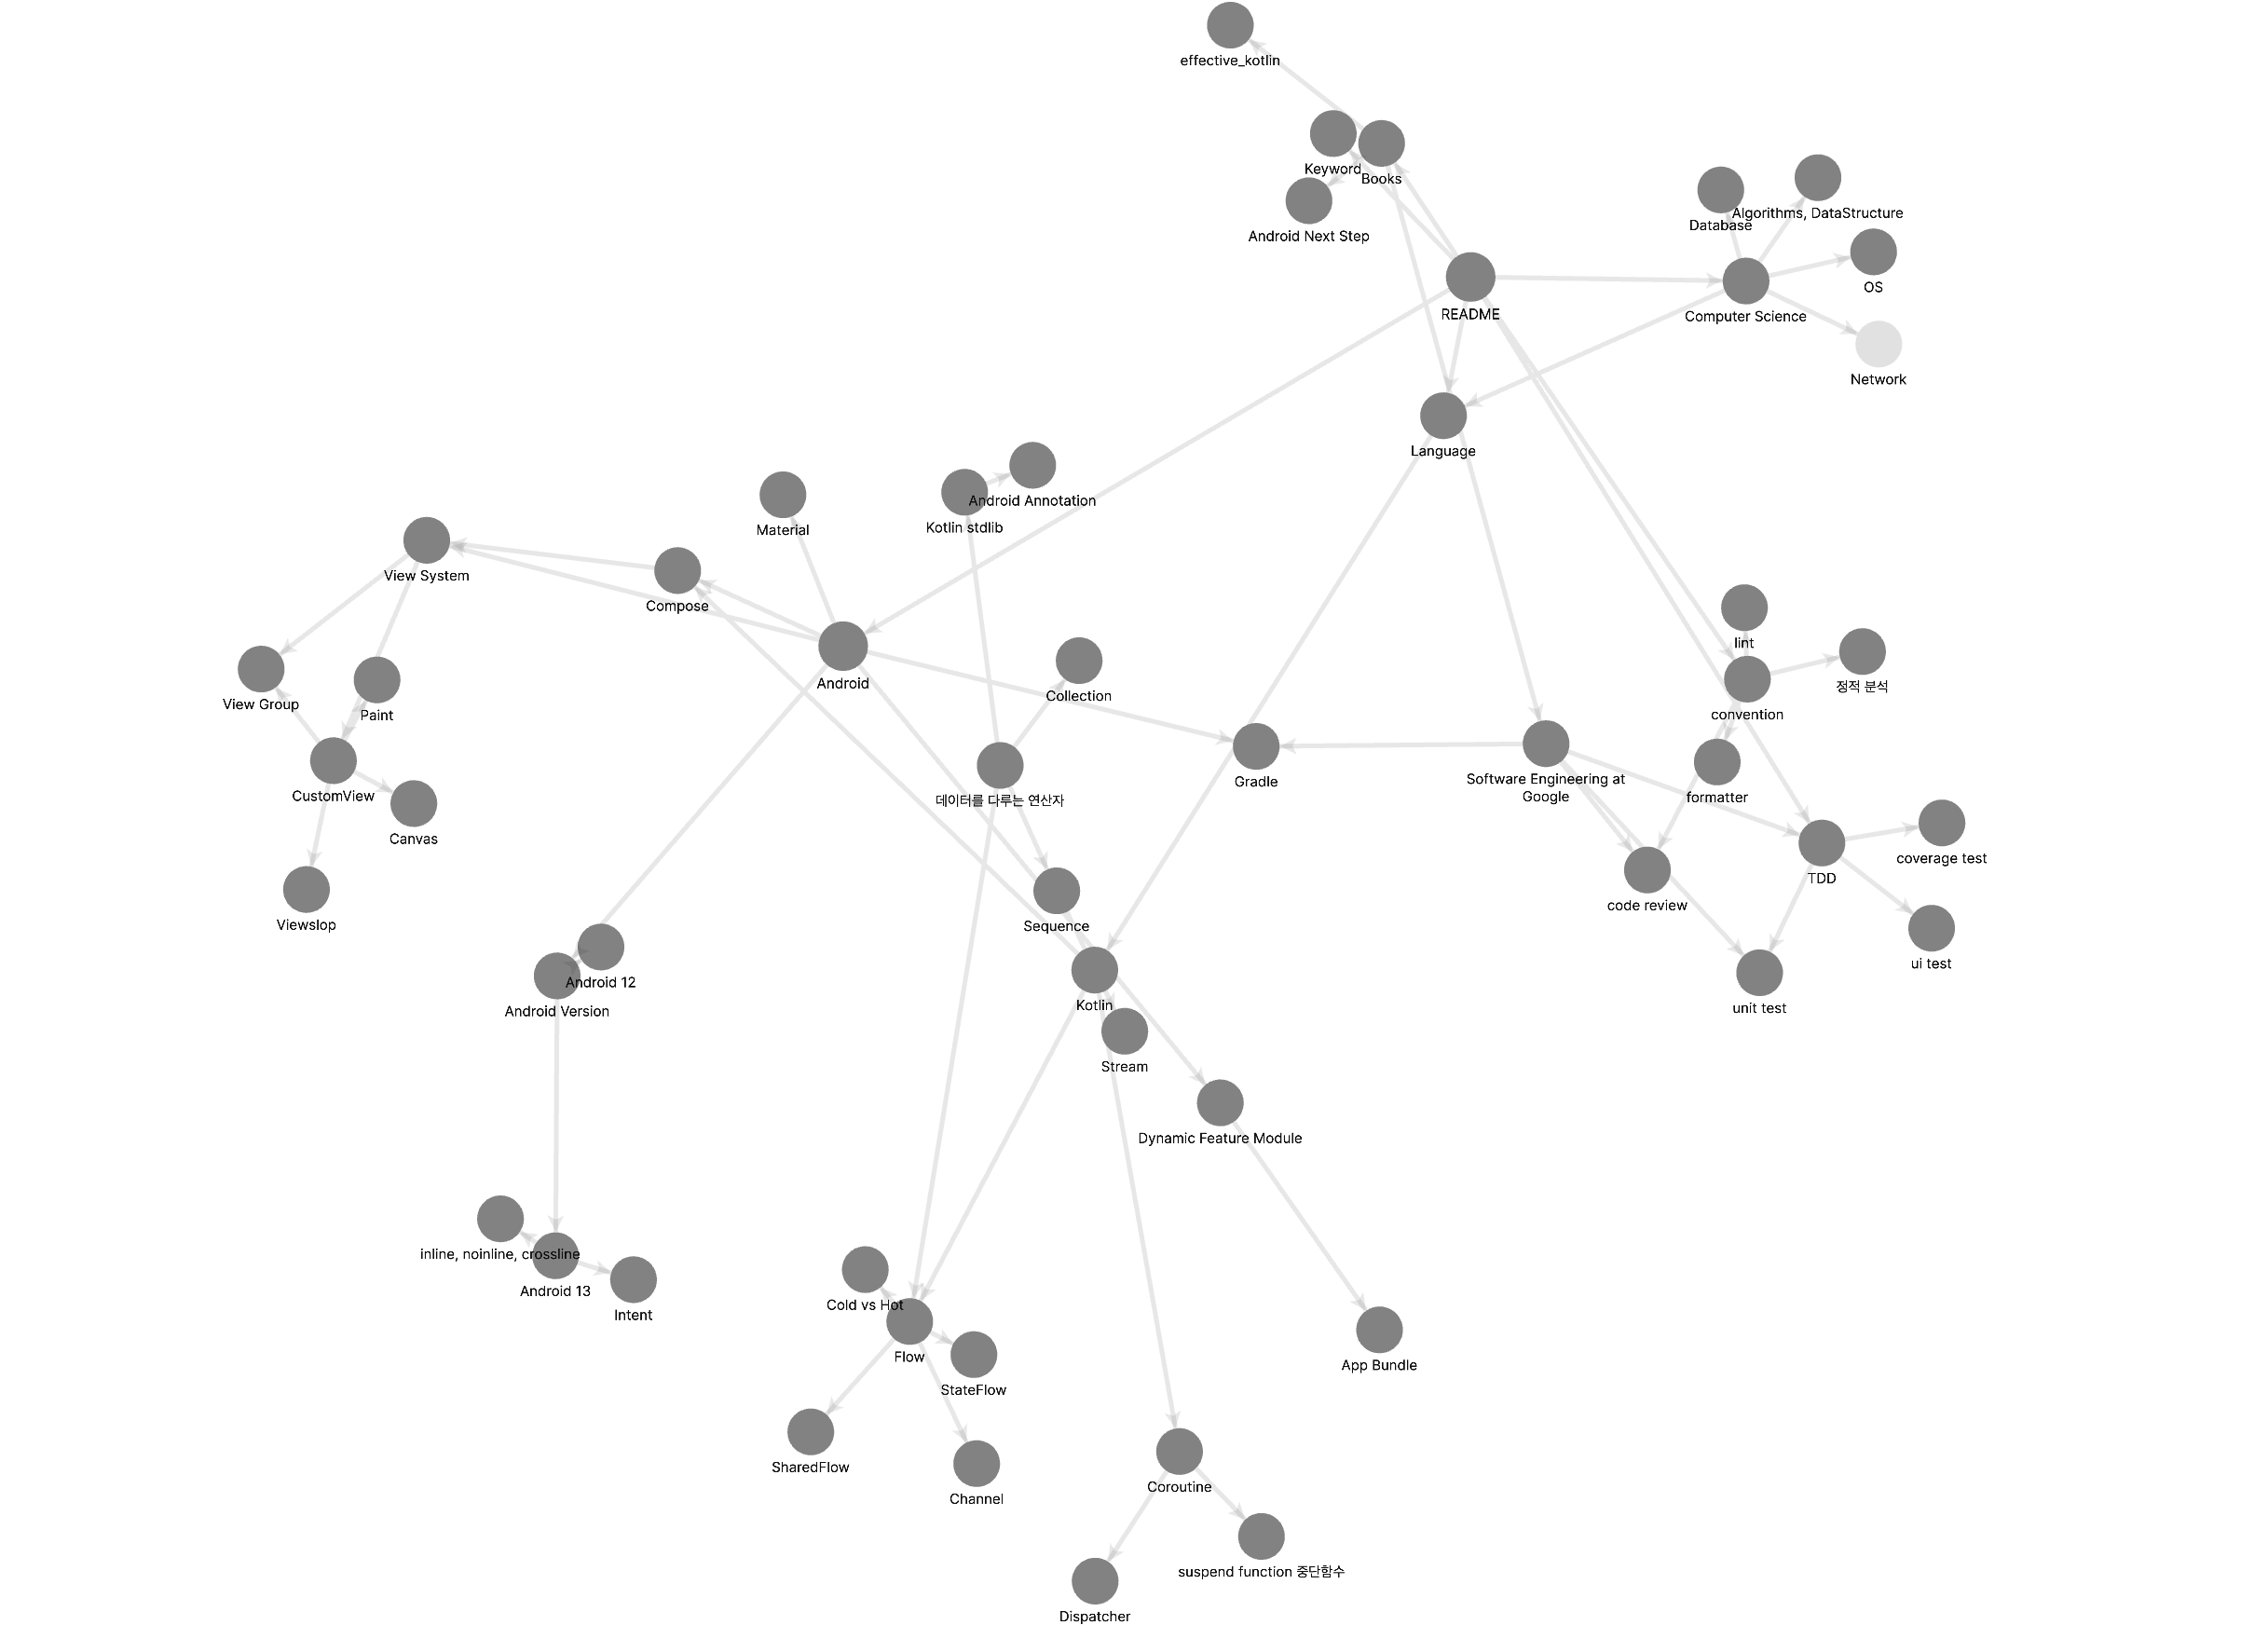 effective_kotlin
Keyword
Books
Android Next Step
Algorithms, DataStructure
Database
OS
README
Computer Science
Network
Language
Material
Android Annotation
Kotlin stdlib
View System
Compose
lint
Android
Collection
정적 분석
View Group
Paint
convention
Gradle
Software Engineering at
Google
CustomView
데이터를 다루는 연산자
formatter
Canvas
coverage test
TDD
Viewslop
Sequence
code review
ui test
Android 12
Android Version
Kotlin
unit test
Stream
Dynamic Feature Module
inline, noinline, crossline
Android 13
Intent
Cold vs Hot
Flow
App Bundle
StateFlow
SharedFlow
Channel
Coroutine
suspend function 중단함수
Dispatcher